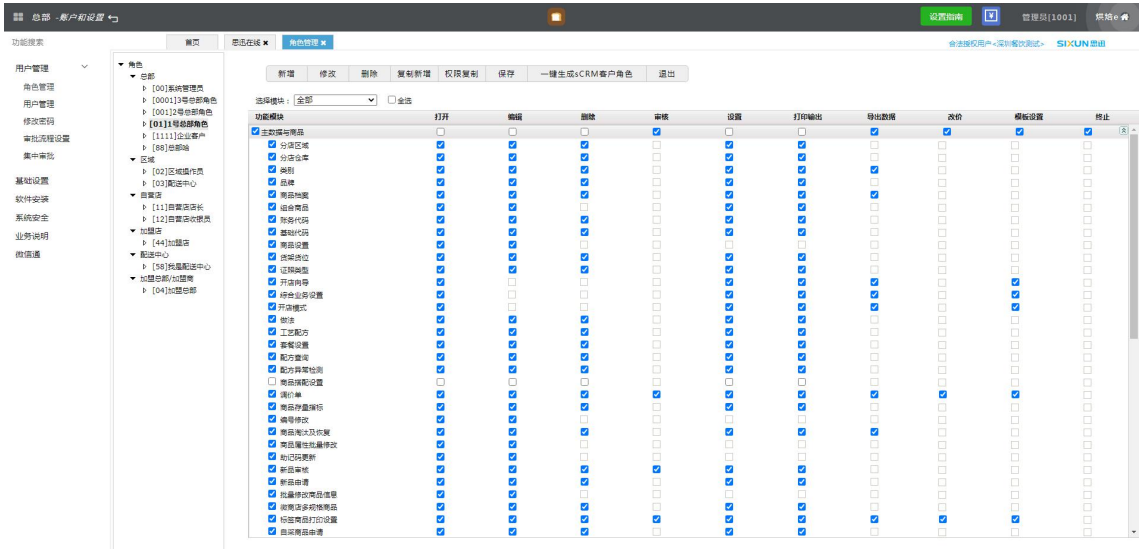 总部 -账户和设置
设置指南
管理员[1001]
烘焙e
功能搜素
首页
思迅在线 ×
角色管理 ×
合法授权用户<深圳餐饮测试>
SIXUN思迅
用户管理
角色管理
用户管理
修改密码
审批流程设置
集中审批
基础设置
软件安装
系统安全
业务说明
微信通
角色
总部
[00]系统管理员
[0001]3号总部角色
[001]2号总部角色
[01]1号总部角色
[1111]企业客户
[88]总部哈
区域
[02]区域操作员
[03]配送中心
自营店
[11]自营店店长
[12]自营店收银员
加盟店
[44]加盟店
配送中心
[58]我是配送中心
加盟总部/加盟商
[04]加盟总部
新增 修改 删除 复制新增 权限复制 保存 一键生成sCRM客户角色 退出
选择模块： 全部 全选
功能模块 打开 编辑 删除 审核 设置 打印输出 导出数据 改价 模板设置 终止
主数据与商品
分店区域
分店仓库
类别
品牌
商品档案
组合商品
账务代码
基础代码
商品设置
货架货位
证照类型
开店向导
综合业务设置
开店模式
做法
工艺配方
套餐设置
配方查询
配方异常检测
商品搭配设置
调价单
商品存量指标
编号修改
商品淘汰及恢复
商品属性批量修改
助记码更新
新品审核
新品申请
批量修改商品信息
微商店多规格商品
标签商品打印设置
自采商品申请